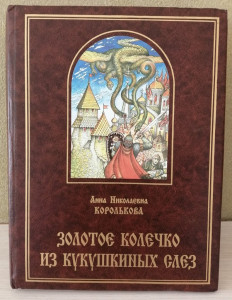 Анна Николаевна
КОРОЛЬКОВА
ЗОЛОТОЕ КОЛЕЧКО
ИЗ КУКУШКИНЫХ СЛЕЗ